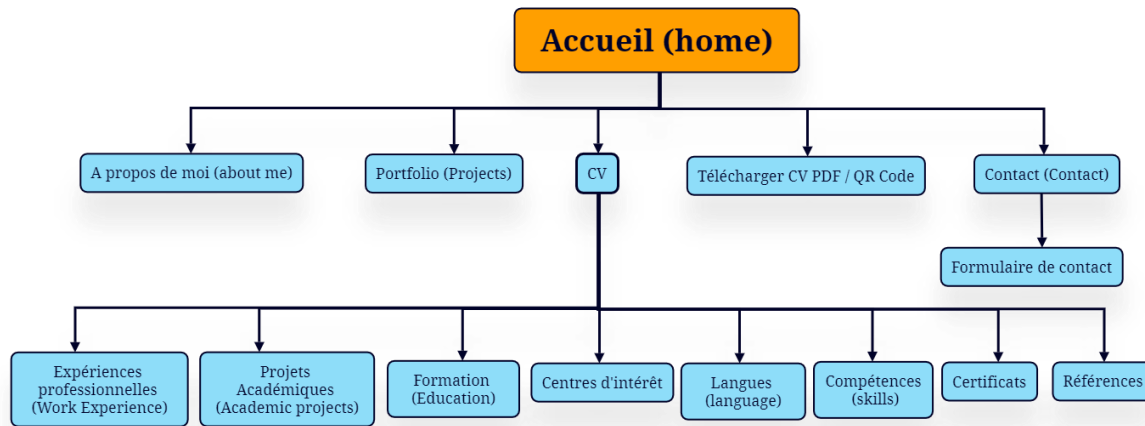 Accueil (home)
A propos de moi (about me)
Portfolio (Projects)
CV
Télécharger CV PDF / QR Code
Contact (Contact)
Formulaire de contact
Expériences
professionnelles
(Work Experience)
Projets
Académiques
(Academic projects)
Formation
(Education)
Centres d'intérêt
Langues
(language)
Compétences
(skills)
Certificats
Références